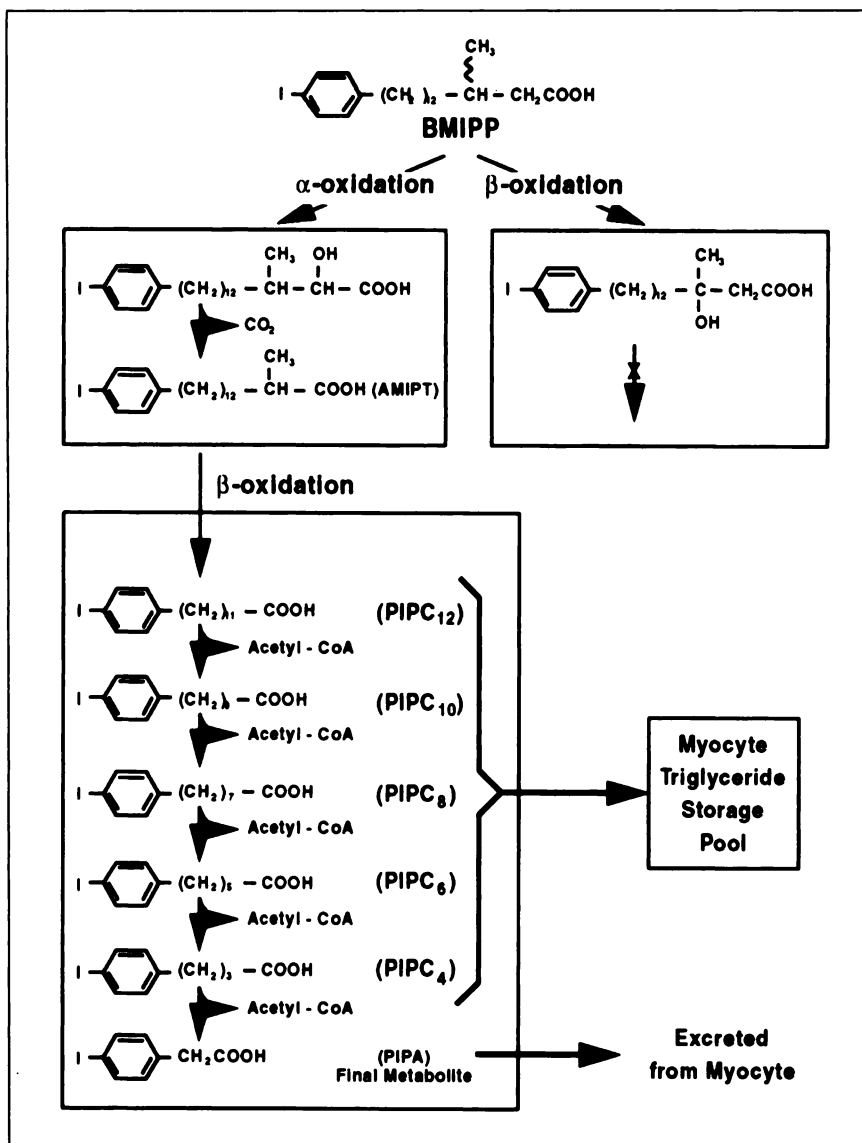 CH₃
I (CH₂)₁₂ – CH – CH₂COOH
BMIPP
α-oxidation β-oxidation
CH₃ OH
I (CH₂)₁₂ – CH – CH – COOH
CO₂
CH₃
I (CH₂)₁₂ – CH – COOH (AMIPT)
CH₃
I (CH₂)₁₂ – C – CH₂COOH
OH
X
β-oxidation
I (CH₂)₁₁ – COOH (PIPC₁₂)
Acetyl - CoA
I (CH₂)₉ – COOH (PIPC₁₀)
Acetyl - CoA
I (CH₂)₇ – COOH (PIPC₈)
Acetyl - CoA
I (CH₂)₅ – COOH (PIPC₆)
Acetyl - CoA
I (CH₂)₃ – COOH (PIPC₄)
Acetyl - CoA
I CH₂COOH (PIPA)
Final Metabolite
Myocyte
Triglyceride
Storage
Pool
Excreted
from Myocyte